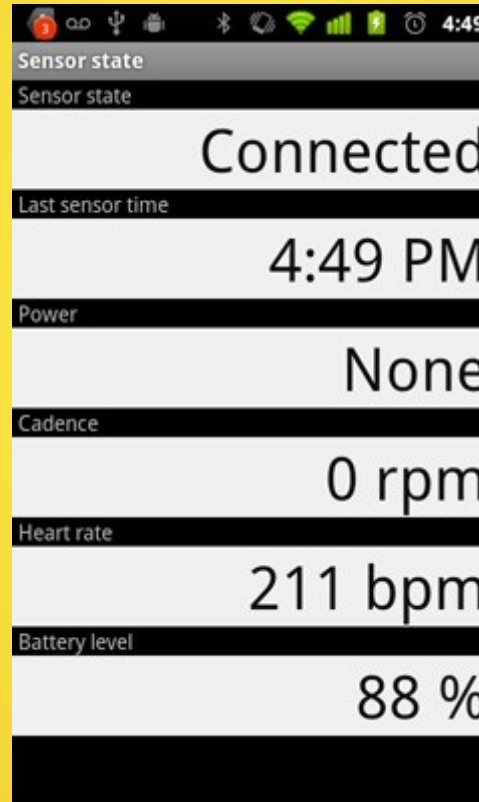 3 4:49
Sensor state
Sensor state
Connected
Last sensor time
4:49 PM
Power
None
Cadence
0 rpm
Heart rate
211 bpm
Battery level
88 %